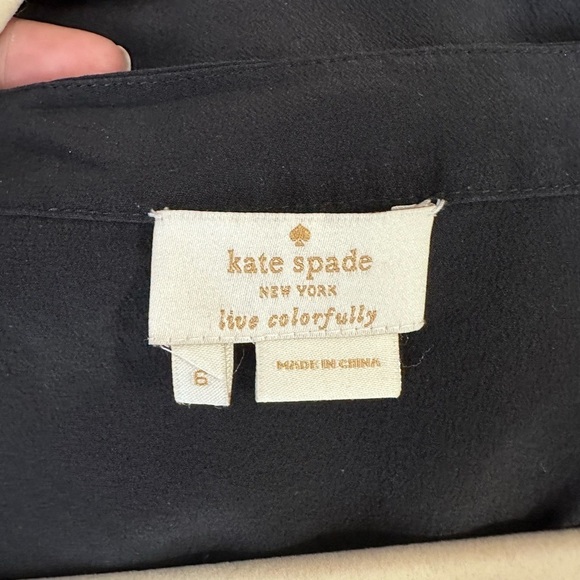 kate spade
NEW YORK
live colorfully
6
MADE IN CHINA